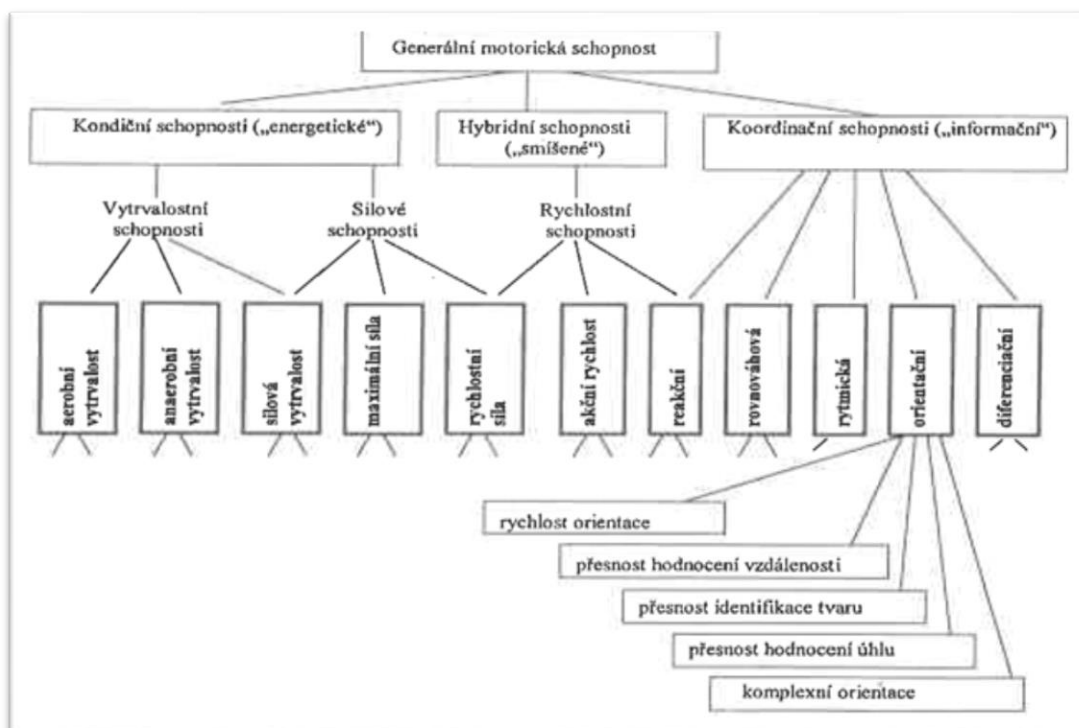 Generální motorická schopnost
Kondiční schopnosti („energetické“)
Hybridní schopnosti
(„smíšené“)
Koordinační schopnosti („informační“)
Vytrvalostní
schopnosti
Silové
schopnosti
Rychlostní
schopnosti
aerobní
vytrvalost
anaerobní
vytrvalost
silová
vytrvalost
maximální síla
rychlostní
síla
akční rychlost
reakční
rovnováhová
rytmická
orientační
diferenciační
rychlost orientace
přesnost hodnocení vzdálenosti
přesnost identifikace tvaru
přesnost hodnocení úhlu
komplexní orientace